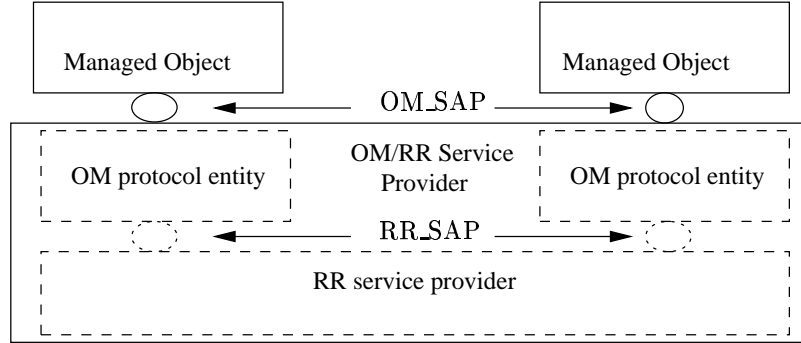 Managed Object
Managed Object
OM_SAP
OM protocol entity
OM/RR Service
Provider
OM protocol entity
RR_SAP
RR service provider